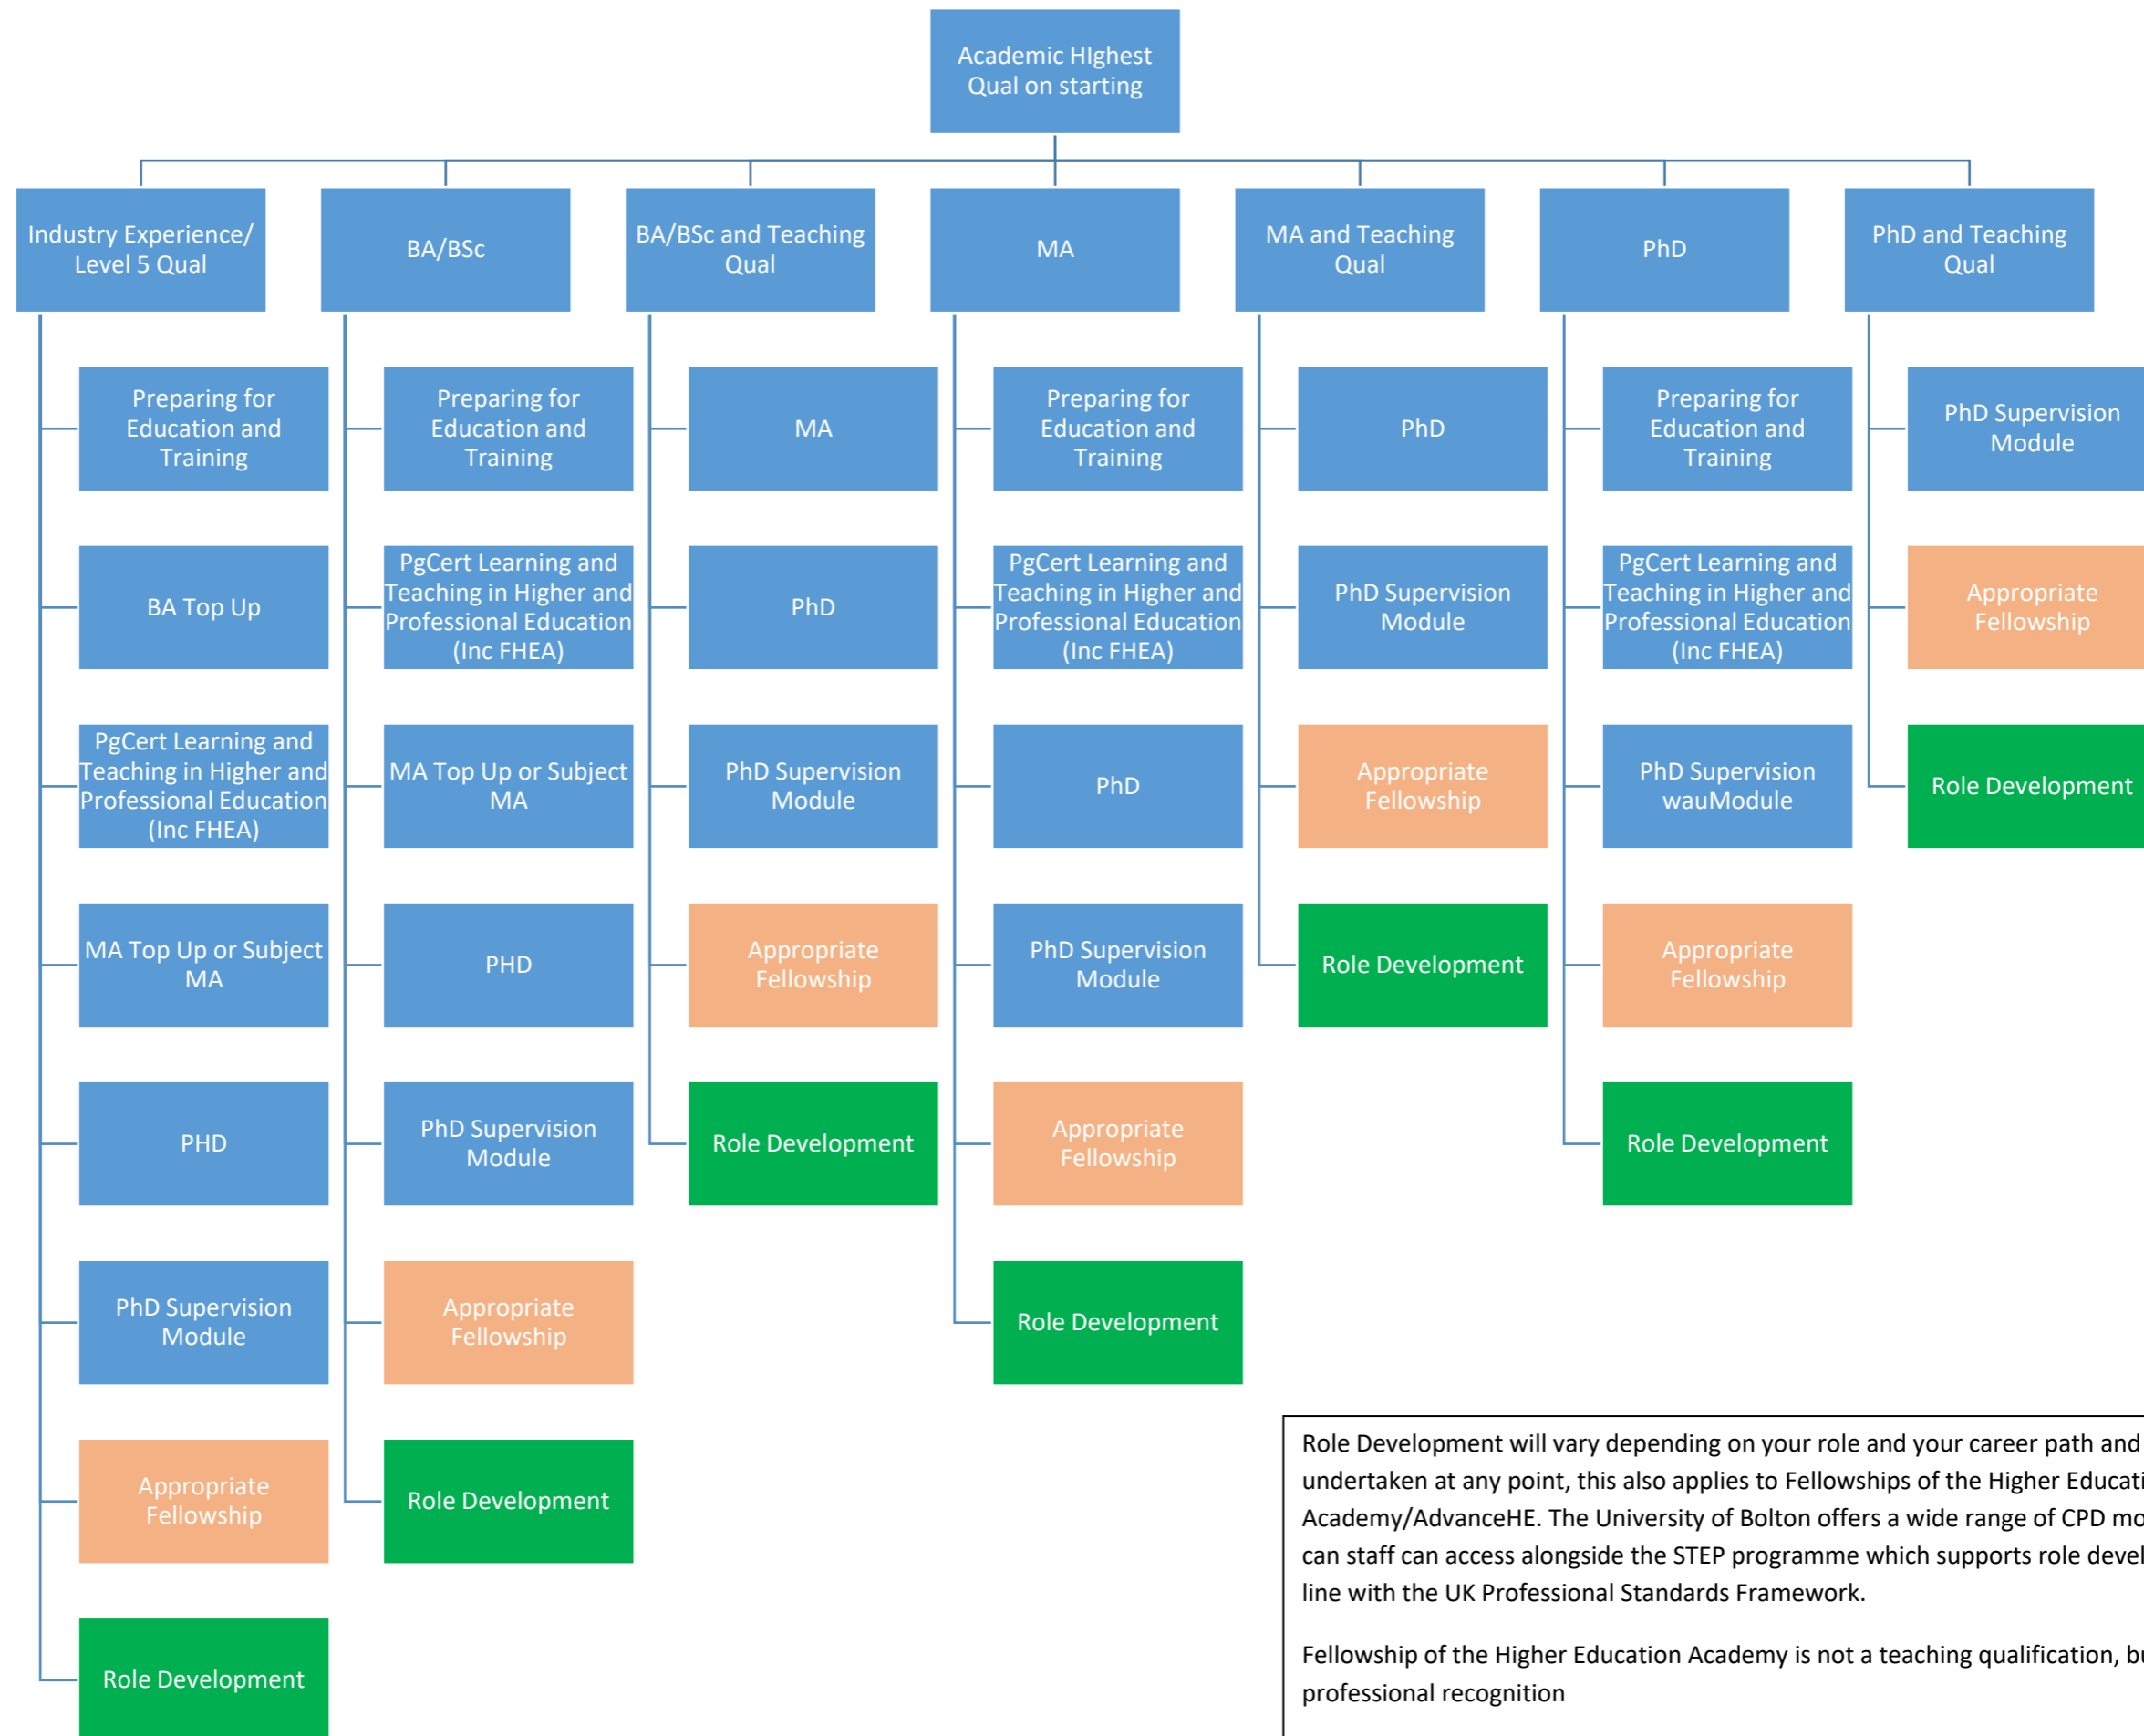 Academic HIghest
Qual on starting
Industry Experience/
Level 5 Qual
BA/BSc
BA/BSc and Teaching
Qual
MA
MA and Teaching
Qual
PhD
PhD and Teaching
Qual
Preparing for
Education and
Training
BA Top Up
PgCert Learning and
Teaching in Higher and
Professional Education
(Inc FHEA)
MA Top Up or Subject
MA
PHD
PhD Supervision
Module
Appropriate
Fellowship
Role Development
Preparing for
Education and
Training
PgCert Learning and
Teaching in Higher and
Professional Education
(Inc FHEA)
MA Top Up or Subject
MA
PHD
PhD Supervision
Module
Appropriate
Fellowship
Role Development
MA
PhD
PhD Supervision
Module
Appropriate
Fellowship
Role Development
Preparing for
Education and
Training
PgCert Learning and
Teaching in Higher and
Professional Education
(Inc FHEA)
PhD
PhD Supervision
Module
Appropriate
Fellowship
Role Development
PhD
PhD Supervision
Module
Appropriate
Fellowship
Role Development
Preparing for
Education and
Training
PgCert Learning and
Teaching in Higher and
Professional Education
(Inc FHEA)
PhD Supervision
wauModule
Appropriate
Fellowship
Role Development
PhD Supervision
Module
Appropriate
Fellowship
Role Development
Role Development will vary depending on your role and your career path and
undertaken at any point, this also applies to Fellowships of the Higher
Academy/AdvanceHE. The University of Bolton offers a wide range of CPD
can staff can access alongside the STEP programme which supports role
line with the UK Professional Standards Framework.
Fellowship of the Higher Education Academy is not a teaching qualification,
professional recognition